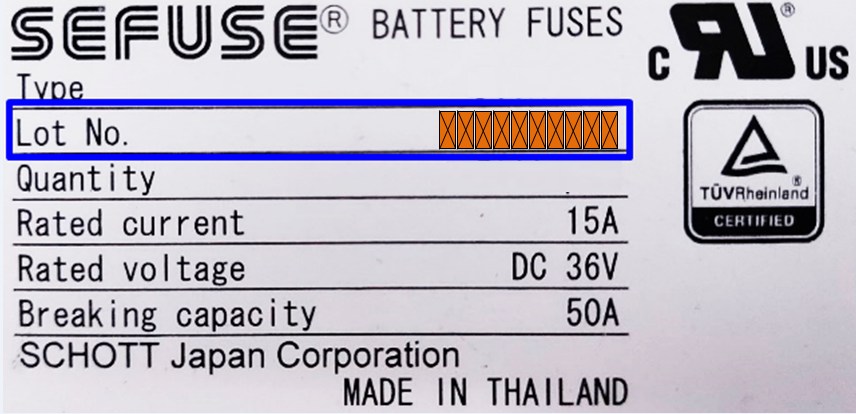 SEFUSE® BATTERY FUSES
Type
Lot No.
Quantity
Rated current 15A
Rated voltage DC 36V
Breaking capacity 50A
SCHOTT Japan Corporation
MADE IN THAILAND
C RU US ®
TÜVRheinland ®
CERTIFIED